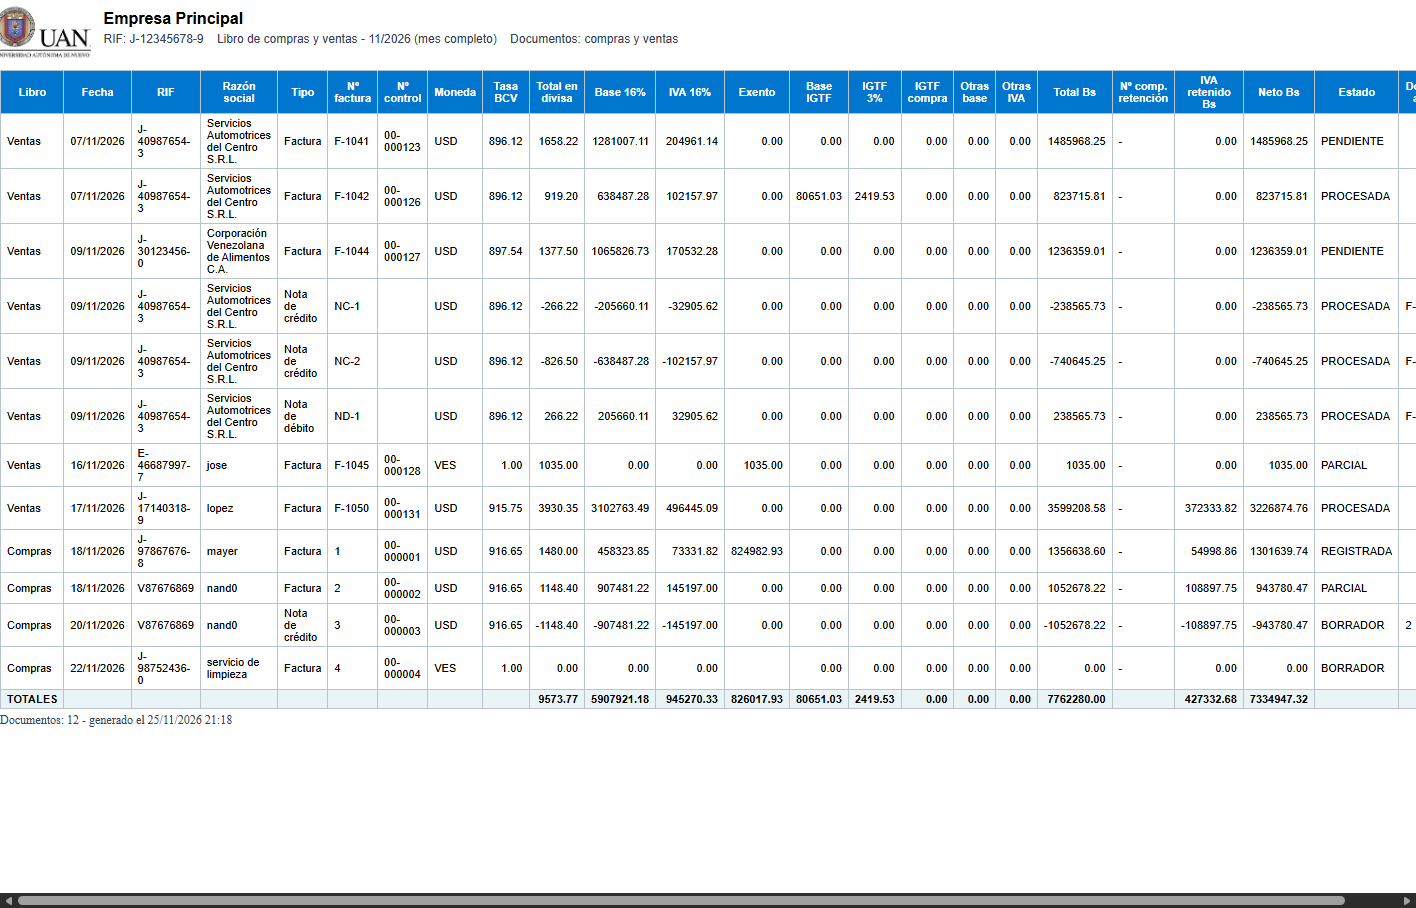 UAN
UNIVERSIDAD AUTÓNOMA DE NUEVO
Empresa Principal
RIF: J-12345678-9 Libro de compras y ventas - 11/2026 (mes completo) Documentos: compras y ventas
Libro Fecha RIF Razón social Tipo Nº factura Nº control Moneda Tasa BCV Total en divisa Base 16% IVA 16% Exento Base IGTF IGTF 3% IGTF compra Otras base Otras IVA Total Bs Nº comp. retención IVA retenido Bs Neto Bs Estado
Ventas 07/11/2026 J-40987654-3 Servicios Automotrices del Centro S.R.L. Factura F-1041 00-000123 USD 896.12 1658.22 1281007.11 204961.14 0.00 0.00 0.00 0.00 0.00 0.00 1485968.25 - 0.00 1485968.25 PENDIENTE
Ventas 07/11/2026 J-40987654-3 Servicios Automotrices del Centro S.R.L. Factura F-1042 00-000126 USD 896.12 919.20 638487.28 102157.97 0.00 80651.03 2419.53 0.00 0.00 0.00 823715.81 - 0.00 823715.81 PROCESADA
Ventas 09/11/2026 J-30123456-0 Corporación Venezolana de Alimentos C.A. Factura F-1044 00-000127 USD 897.54 1377.50 1065826.73 170532.28 0.00 0.00 0.00 0.00 0.00 0.00 1236359.01 - 0.00 1236359.01 PENDIENTE
Ventas 09/11/2026 J-40987654-3 Servicios Automotrices del Centro S.R.L. Nota de crédito NC-1 USD 896.12 -266.22 -205660.11 -32905.62 0.00 0.00 0.00 0.00 0.00 0.00 -238565.73 - 0.00 -238565.73 PROCESADA F-
Ventas 09/11/2026 J-40987654-3 Servicios Automotrices del Centro S.R.L. Nota de crédito NC-2 USD 896.12 -826.50 -638487.28 -102157.97 0.00 0.00 0.00 0.00 0.00 0.00 -740645.25 - 0.00 -740645.25 PROCESADA F-
Ventas 09/11/2026 J-40987654-3 Servicios Automotrices del Centro S.R.L. Nota de débito ND-1 USD 896.12 266.22 205660.11 32905.62 0.00 0.00 0.00 0.00 0.00 0.00 238565.73 - 0.00 238565.73 PROCESADA F-
Ventas 16/11/2026 E-46687997-7 jose Factura F-1045 00-000128 VES 1.00 1035.00 0.00 0.00 1035.00 0.00 0.00 0.00 0.00 0.00 1035.00 - 0.00 1035.00 PARCIAL
Ventas 17/11/2026 J-17140318-9 lopez Factura F-1050 00-000131 USD 915.75 3930.35 3102763.49 496445.09 0.00 0.00 0.00 0.00 0.00 0.00 3599208.58 - 372333.82 3226874.76 PROCESADA
Compras 18/11/2026 J-97867676-8 mayer Factura 1 00-000001 USD 916.65 1480.00 458323.85 73331.82 824982.93 0.00 0.00 0.00 0.00 0.00 1356638.60 - 54998.86 1301639.74 REGISTRADA
Compras 18/11/2026 V87676869 nand0 Factura 2 00-000002 USD 916.65 1148.40 907481.22 145197.00 0.00 0.00 0.00 0.00 0.00 0.00 1052678.22 - 108897.75 943780.47 PARCIAL
Compras 20/11/2026 V87676869 nand0 Nota de crédito 3 00-000003 USD 916.65 -1148.40 -907481.22 -145197.00 0.00 0.00 0.00 0.00 0.00 0.00 -1052678.22 - -108897.75 -943780.47 BORRADOR 2
Compras 22/11/2026 J-98752436-0 servicio de limpieza Factura 4 00-000004 VES 1.00 0.00 0.00 0.00 0.00 0.00 0.00 0.00 0.00 0.00 - 0.00 0.00 BORRADOR
TOTALES 9573.77 5907921.18 945270.33 826017.93 80651.03 2419.53 0.00 0.00 0.00 7762280.00 427332.68 7334947.32
Documentos: 12 - generado el 25/11/2026 21:18